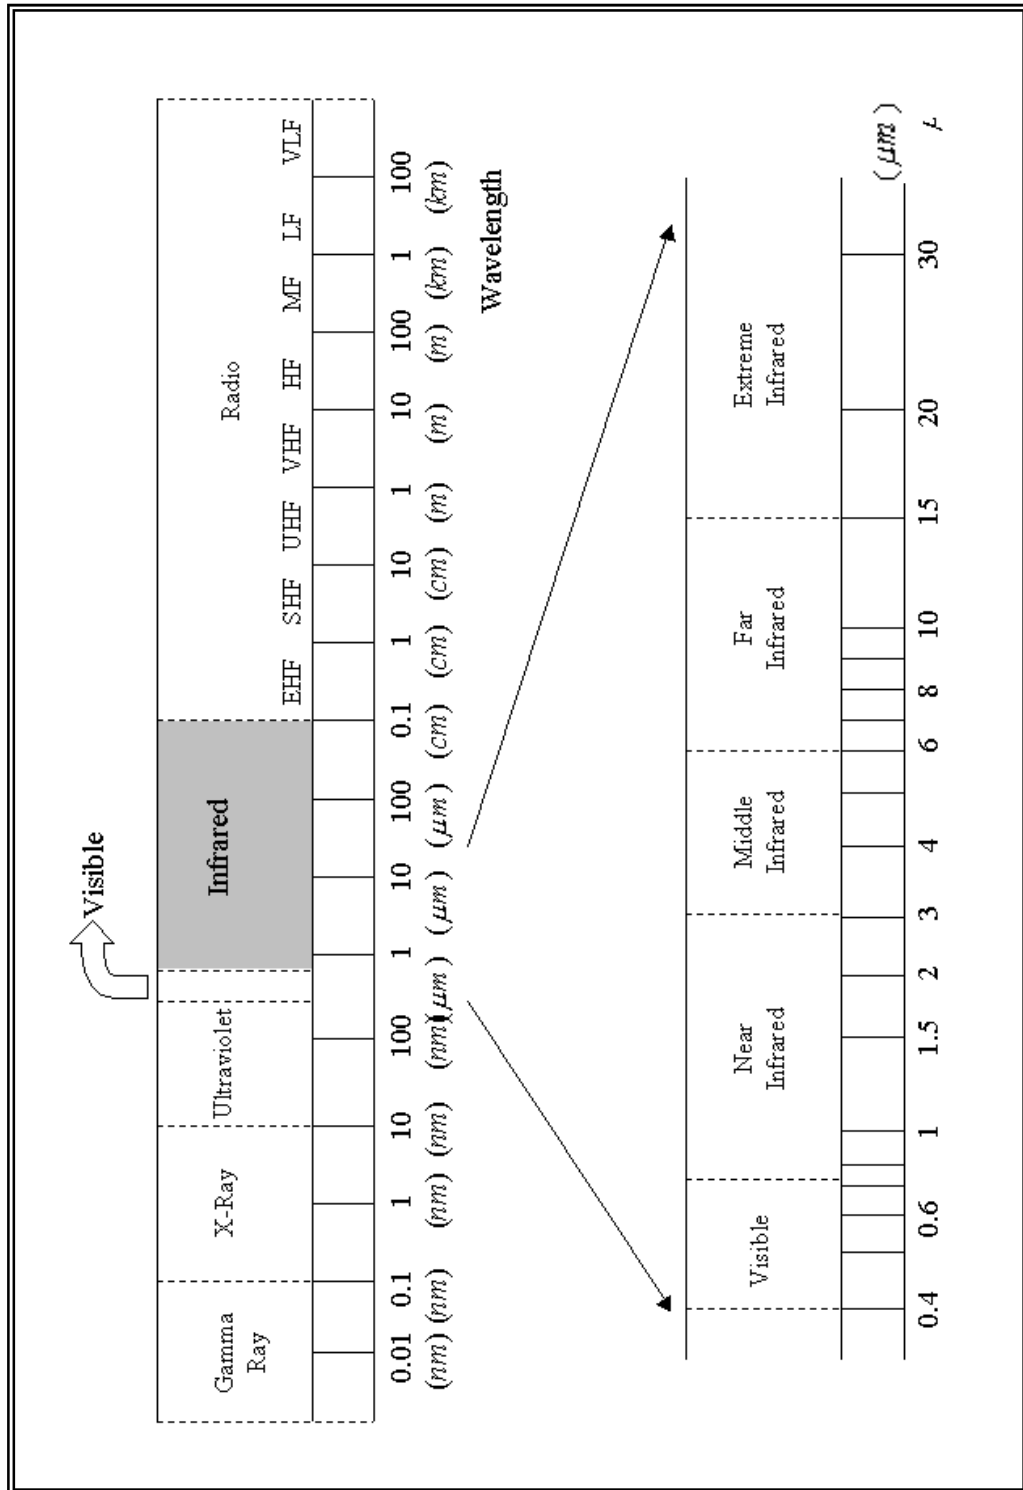 Visible
Gamma
Ray
X-Ray
Ultraviolet
Infrared
Radio
EHF SHF UHF VHF HF MF LF VLF
0.01 0.1 1 10 100 1 10 100 0.1 1 10 1 10 100 1 100
(nm) (nm) (nm) (nm) (nm) (μm) (μm) (μm) (cm) (cm) (cm) (m) (m) (m) (km) (km)
Wavelength
Visible
Near
Infrared
Middle
Infrared
Far
Infrared
Extreme
Infrared
(μm)
0.4 0.6 1 1.5 2 3 4 6 8 10 15 20 30